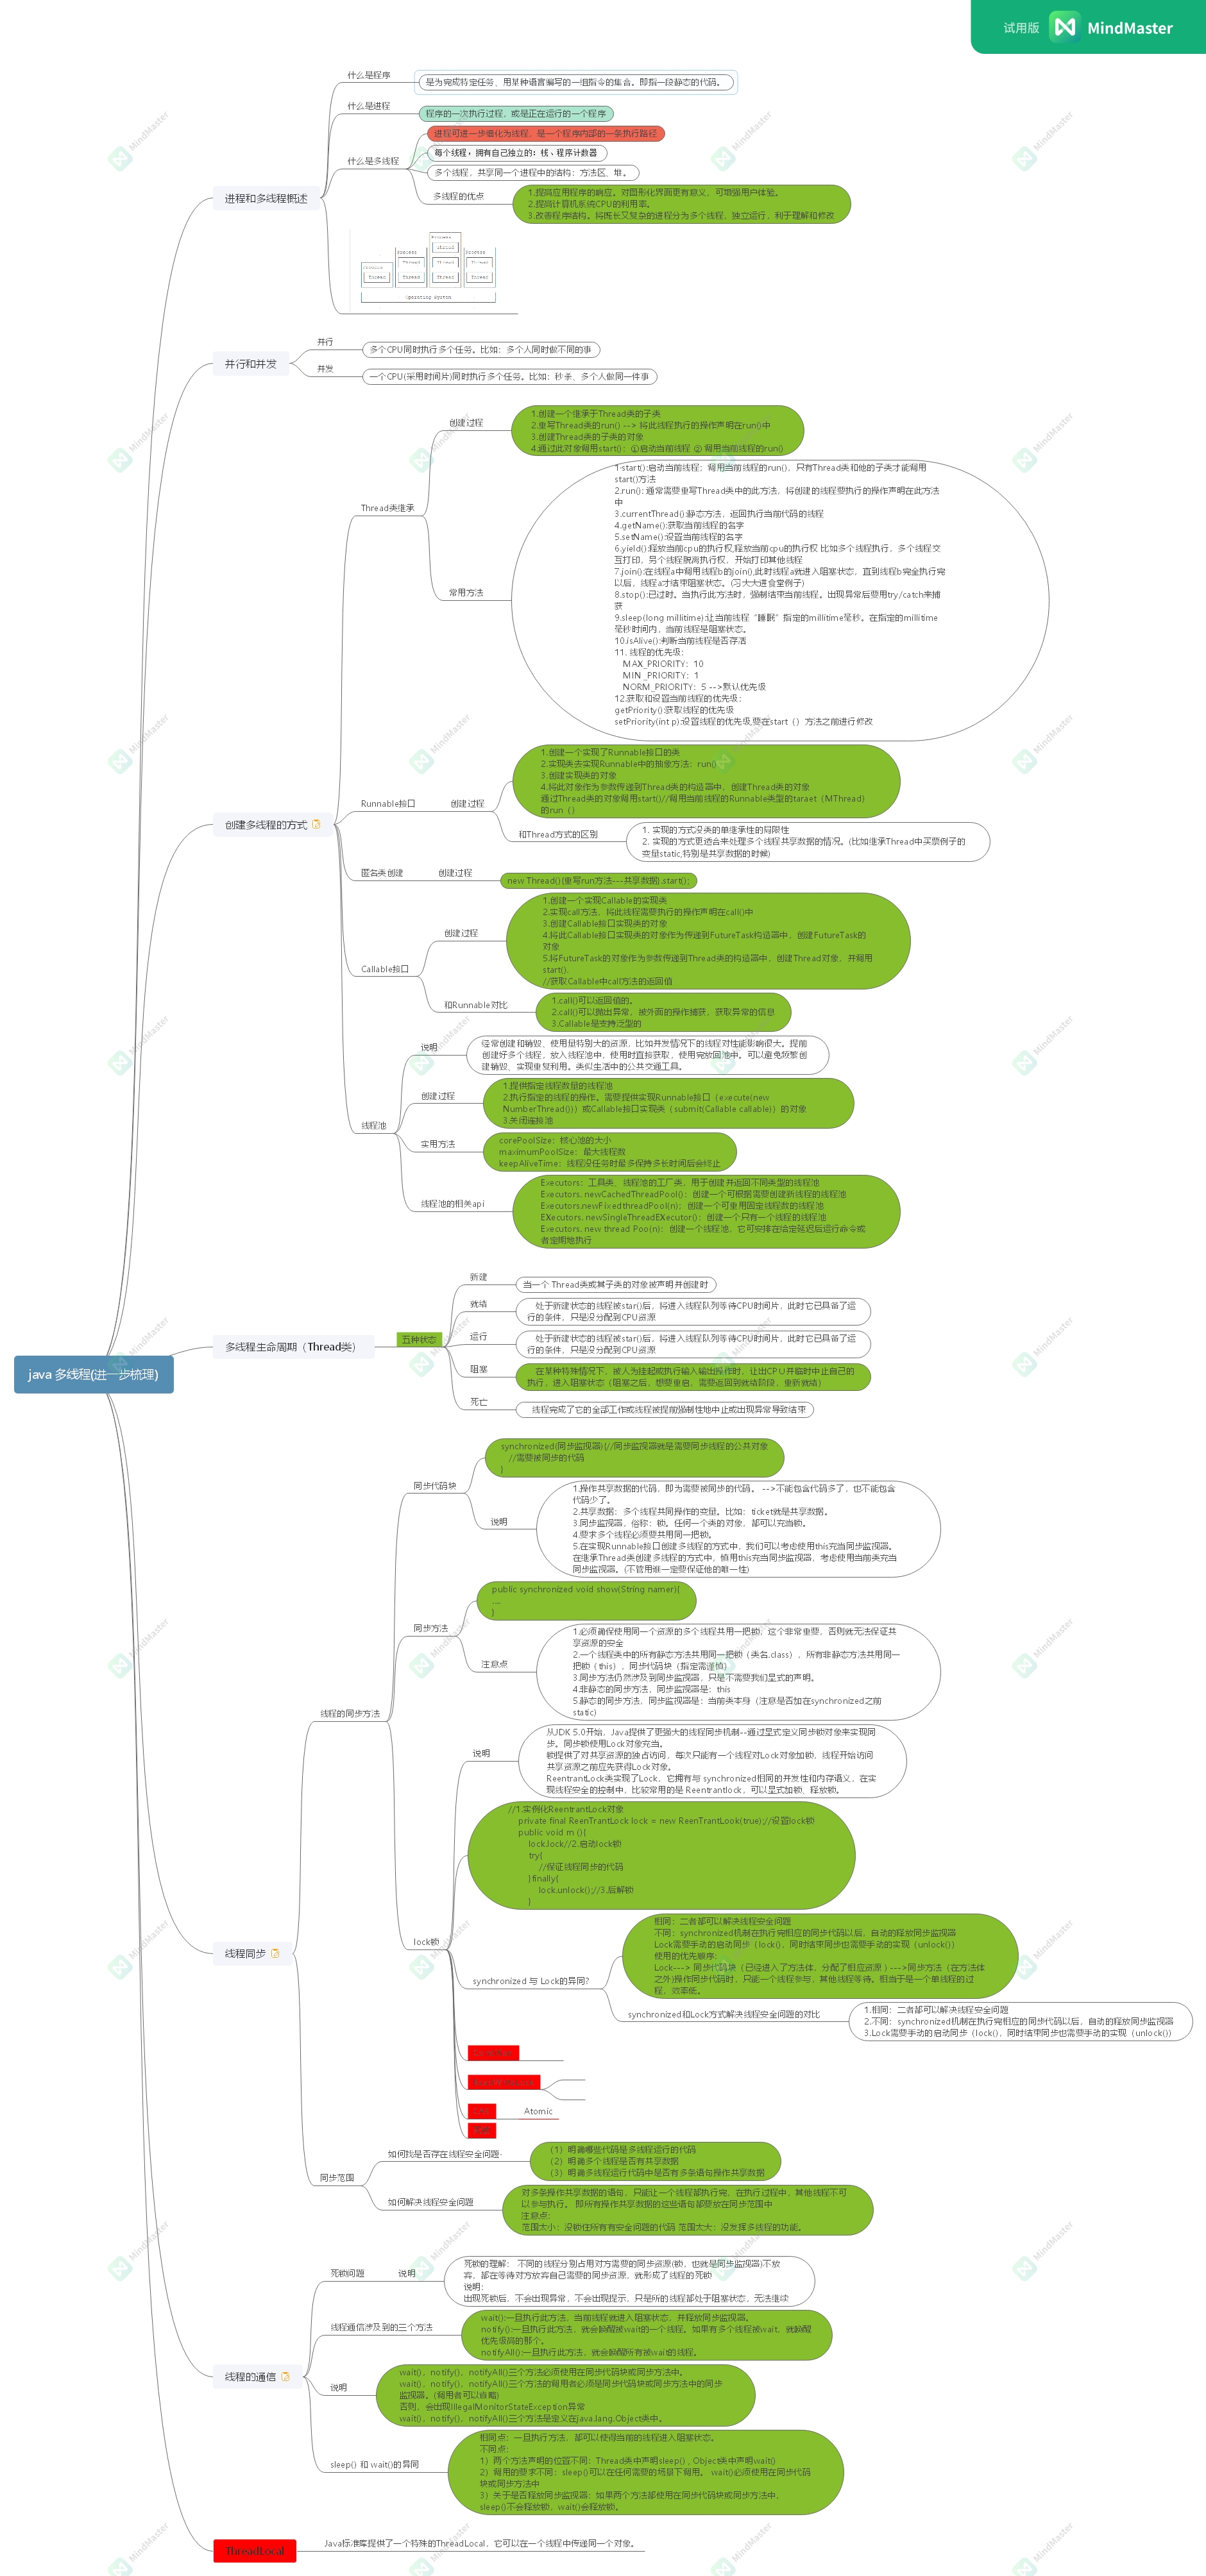 试用版 MindMaster
java 多线程(进一步梳理)
进程和多线程概述
什么是程序
是为完成特定任务、用某种语言编写的一组指令的集合。即指一段静态的代码。
什么是进程
程序的一次执行过程，或是正在运行的一个程序
什么是多线程
进程可进一步细化为线程，是一个程序内部的一条执行路径
每个线程，拥有自己独立的：栈、程序计数器
多个线程，共享同一个进程中的结构：方法区、堆。
多线程的优点
1.提高应用程序的响应。对图形化界面更有意义，可增强用户体验。
2.提高计算机系统CPU的利用率。
3.改善程序结构。将既长又复杂的进程分为多个线程，独立运行，利于理解和修改
Process
Thread
Process
Process
Thread
Thread
Thread
Process
Thread
Thread
Thread
Thread
Operating System
并行和并发
并行
多个CPU同时执行多个任务。比如：多个人同时做不同的事
并发
一个CPU(采用时间片)同时执行多个任务。比如：秒杀、多个人做同一件事
创建多线程的方式
Thread类继承
创建过程
1.创建一个继承于Thread类的子类
2.重写Thread类的run() --> 将此线程执行的操作声明在run()中
3.创建Thread类的子类的对象
4.通过此对象调用start()：①启动当前线程 ② 调用当前线程的run()
常用方法
1 start():启动当前线程；调用当前线程的run()，只有Thread类和他的子类才能调用
start()方法
2.run()：通常需要重写Thread类中的此方法，将创建的线程要执行的操作声明在此方法
中
3.currentThread():静态方法，返回执行当前代码的线程
4.getName():获取当前线程的名字
5.setName():设置当前线程的名字
6.yield():释放当前cpu的执行权,释放当前cpu的执行权 比如多个线程执行，多个线程交
互打印，另个线程脱离执行权，开始打印其他线程
7.join():在线程a中调用线程b的join(),此时线程a就进入阻塞状态，直到线程b完全执行完
以后，线程a才结束阻塞状态。(习大大进食堂例子)
8.stop():已过时。当执行此方法时，强制结束当前线程。出现异常后要用try/catch来捕
获
9.sleep(long millitime):让当前线程“睡眠”指定的millitime毫秒。在指定的millitime
毫秒时间内，当前线程是阻塞状态。
10.isAlive():判断当前线程是否存活
11. 线程的优先级：
MAX_PRIORITY：10
MIN _PRIORITY：1
NORM_PRIORITY：5 -->默认优先级
12.获取和设置当前线程的优先级：
getPriority():获取线程的优先级
setPriority(int p):设置线程的优先级,要在start（）方法之前进行修改
Runnable接口
创建过程
1.创建一个实现了Runnable接口的类
2.实现类去实现Runnable中的抽象方法：run()
3.创建实现类的对象
4.将此对象作为参数传递到Thread类的构造器中，创建Thread类的对象
通过Thread类的对象调用start()//调用当前线程的Runnable类型的taraet（MThread）
的run（）
和Thread方式的区别
1. 实现的方式没类的单继承性的局限性
2. 实现的方式更适合来处理多个线程共享数据的情况。(比如继承Thread中买票例子的
变量static,特别是共享数据的时候)
匿名类创建
创建过程
new Thread(){重写run方法---共享数据}.start();
Callable接口
创建过程
1.创建一个实现Callable的实现类
2.实现call方法，将此线程需要执行的操作声明在call()中
3.创建Callable接口实现类的对象
4.将此Callable接口实现类的对象作为传递到FutureTask构造器中，创建FutureTask的
对象
5.将FutureTask的对象作为参数传递到Thread类的构造器中，创建Thread对象，并调用
start().
//获取Callable中call方法的返回值
和Runnable对比
1.call()可以返回值的。
2.call()可以抛出异常，被外面的操作捕获，获取异常的信息
3.Callable是支持泛型的
线程池
说明
经常创建和销毁、使用量特别大的资源，比如并发情况下的线程对性能影响很大。提前
创建好多个线程，放入线程池中，使用时直接获取，使用完放回池中。可以避免频繁创
建销毁、实现重复利用。类似生活中的公共交通工具。
创建过程
1.提供指定线程数量的线程池
2.执行指定的线程的操作。需要提供实现Runnable接口（execute(new
NumberThread())）或Callable接口实现类（submit(Callable callable)）的对象
3.关闭连接池
实用方法
corePoolSize：核心池的大小
maximumPoolSize：最大线程数
keepAliveTime：线程没任务时最多保持多长时间后会终止
线程池的相关api
Executors：工具类、线程池的工厂类，用于创建并返回不同类型的线程池
Executors. newCachedThreadPool()：创建一个可根据需要创建新线程的线程池
Executors.newFⅸedthreadPool(n)；创建一个可重用固定线程数的线程池
EXecutors. newSingleThreadEXecutor()：创建一个只有一个线程的线程池
Executors. new thread Poo(n)：创建一个线程池，它可安排在给定延迟后运行命令或
者定期地执行
多线程生命周期（Thread类）
五种状态
新建
当一个 Thread类或其子类的对象被声明并创建时
就绪
处于新建状态的线程被star()后，将进入线程队列等待CPU时间片，此时它已具备了运
行的条件，只是没分配到CPU资源
运行
处于新建状态的线程被star()后，将进入线程队列等待CPU时间片，此时它已具备了运
行的条件，只是没分配到CPU资源
阻塞
在某种特殊情况下，被人为挂起或执行输入输出操作时，让出CPU并临时中止自己的
执行，进入阻塞状态（阻塞之后，想要重启，需要返回到就绪阶段，重新就绪）
死亡
线程完成了它的全部工作或线程被提前强制性地中止或出现异常导致结束
线程同步
线程的同步方法
同步代码块
synchronized(同步监视器){//同步监视器就是需要同步线程的公共对象
//需要被同步的代码
}
说明
1.操作共享数据的代码，即为需要被同步的代码。 -->不能包含代码多了，也不能包含
代码少了。
2.共享数据：多个线程共同操作的变量。比如：ticket就是共享数据。
3.同步监视器，俗称：锁。任何一个类的对象，都可以充当锁。
4.要求多个线程必须要共用同一把锁。
5.在实现Runnable接口创建多线程的方式中，我们可以考虑使用this充当同步监视器。
在继承Thread类创建多线程的方式中，慎用this充当同步监视器，考虑使用当前类充当
同步监视器。(不管用谁一定要保证他的唯一性)
同步方法
public synchronized void show(String namer){
....
}
注意点
1.必须确保使用同一个资源的多个线程共用一把锁，这个非常重要，否则就无法保证共
享资源的安全
2.一个线程类中的所有静态方法共用同一把锁（类名.class），所有非静态方法共用同一
把锁（this），同步代码块（指定需谨慎）
3.同步方法仍然涉及到同步监视器，只是不需要我们显式的声明。
4.非静态的同步方法，同步监视器是：this
5.静态的同步方法，同步监视器是：当前类本身（注意是否加在synchronized之前
static)
lock锁
说明
从JDK 5.0开始，Java提供了更强大的线程同步机制--通过显式定义同步锁对象来实现同
步。同步锁使用Lock对象充当。
锁提供了对共享资源的独占访问，每次只能有一个线程对Lock对象加锁，线程开始访问
共享资源之前应先获得Lock对象。
ReentrantLock类实现了Lock，它拥有与 synchronized相同的并发性和内存语义，在实
现线程安全的控制中，比较常用的是 Reentrantlock，可以显式加锁、释放锁。
//1.实例化ReentrantLock对象
private final ReenTrantLock lock = new ReenTrantLook(true);//设置lock锁
public void m (){
lock.lock//2.启动lock锁
try{
//保证线程同步的代码
}finally{
lock.unlock();//3.后解锁
}
synchronized 与 Lock的异同?
相同：二者都可以解决线程安全问题
不同：synchronized机制在执行完相应的同步代码以后，自动的释放同步监视器
Lock需要手动的启动同步（lock()，同时结束同步也需要手动的实现（unlock()）
使用的优先顺序:
Lock---> 同步代码块（已经进入了方法体，分配了相应资源 ) --->同步方法（在方法体
之外)操作同步代码时，只能一个线程参与，其他线程等待。相当于是一个单线程的过
程，效率低。
synchronized和Lock方式解决线程安全问题的对比
1.相同：二者都可以解决线程安全问题
2.不同：synchronized机制在执行完相应的同步代码以后，自动的释放同步监视器
3.Lock需要手动的启动同步（lock()，同时结束同步也需要手动的实现（unlock()）
Atomic
同步范围
如何找是否存在线程安全问题·
（1）明确哪些代码是多线程运行的代码
（2）明确多个线程是否有共享数据
（3）明确多线程运行代码中是否有多条语句操作共享数据
如何解决线程安全问题
对多条操作共享数据的语句，只能让一个线程都执行完，在执行过程中，其他线程不可
以参与执行。 即所有操作共享数据的这些语句都要放在同步范围中
注意点:
范围太小：没锁住所有有安全问题的代码 范围太大：没发挥多线程的功能。
线程的通信
死锁问题
说明
死锁的理解： 不同的线程分别占用对方需要的同步资源(锁，也就是同步监视器)不放
弃，都在等待对方放弃自己需要的同步资源，就形成了线程的死锁
说明：
出现死锁后，不会出现异常，不会出现提示，只是所的线程都处于阻塞状态，无法继续
线程通信涉及到的三个方法
wait():一旦执行此方法，当前线程就进入阻塞状态，并释放同步监视器。
notify():一旦执行此方法，就会唤醒被wait的一个线程。如果有多个线程被wait，就唤醒
优先级高的那个。
notifyAll():一旦执行此方法，就会唤醒所有被wait的线程。
说明
wait()，notify()，notifyAll()三个方法必须使用在同步代码块或同步方法中。
wait()，notify()，notifyAll()三个方法的调用者必须是同步代码块或同步方法中的同步
监视器。(调用者可以省略)
否则，会出现IllegalMonitorStateException异常
wait()，notify()，notifyAll()三个方法是定义在java.lang.Object类中。
sleep() 和 wait()的异同
相同点：一旦执行方法，都可以使得当前的线程进入阻塞状态。
不同点：
1）两个方法声明的位置不同：Thread类中声明sleep() , Object类中声明wait()
2）调用的要求不同：sleep()可以在任何需要的场景下调用。 wait()必须使用在同步代码
块或同步方法中
3）关于是否释放同步监视器：如果两个方法都使用在同步代码块或同步方法中，
sleep()不会释放锁，wait()会释放锁。
ThreadLocal
Java标准库提供了一个特殊的ThreadLocal，它可以在一个线程中传递同一个对象。